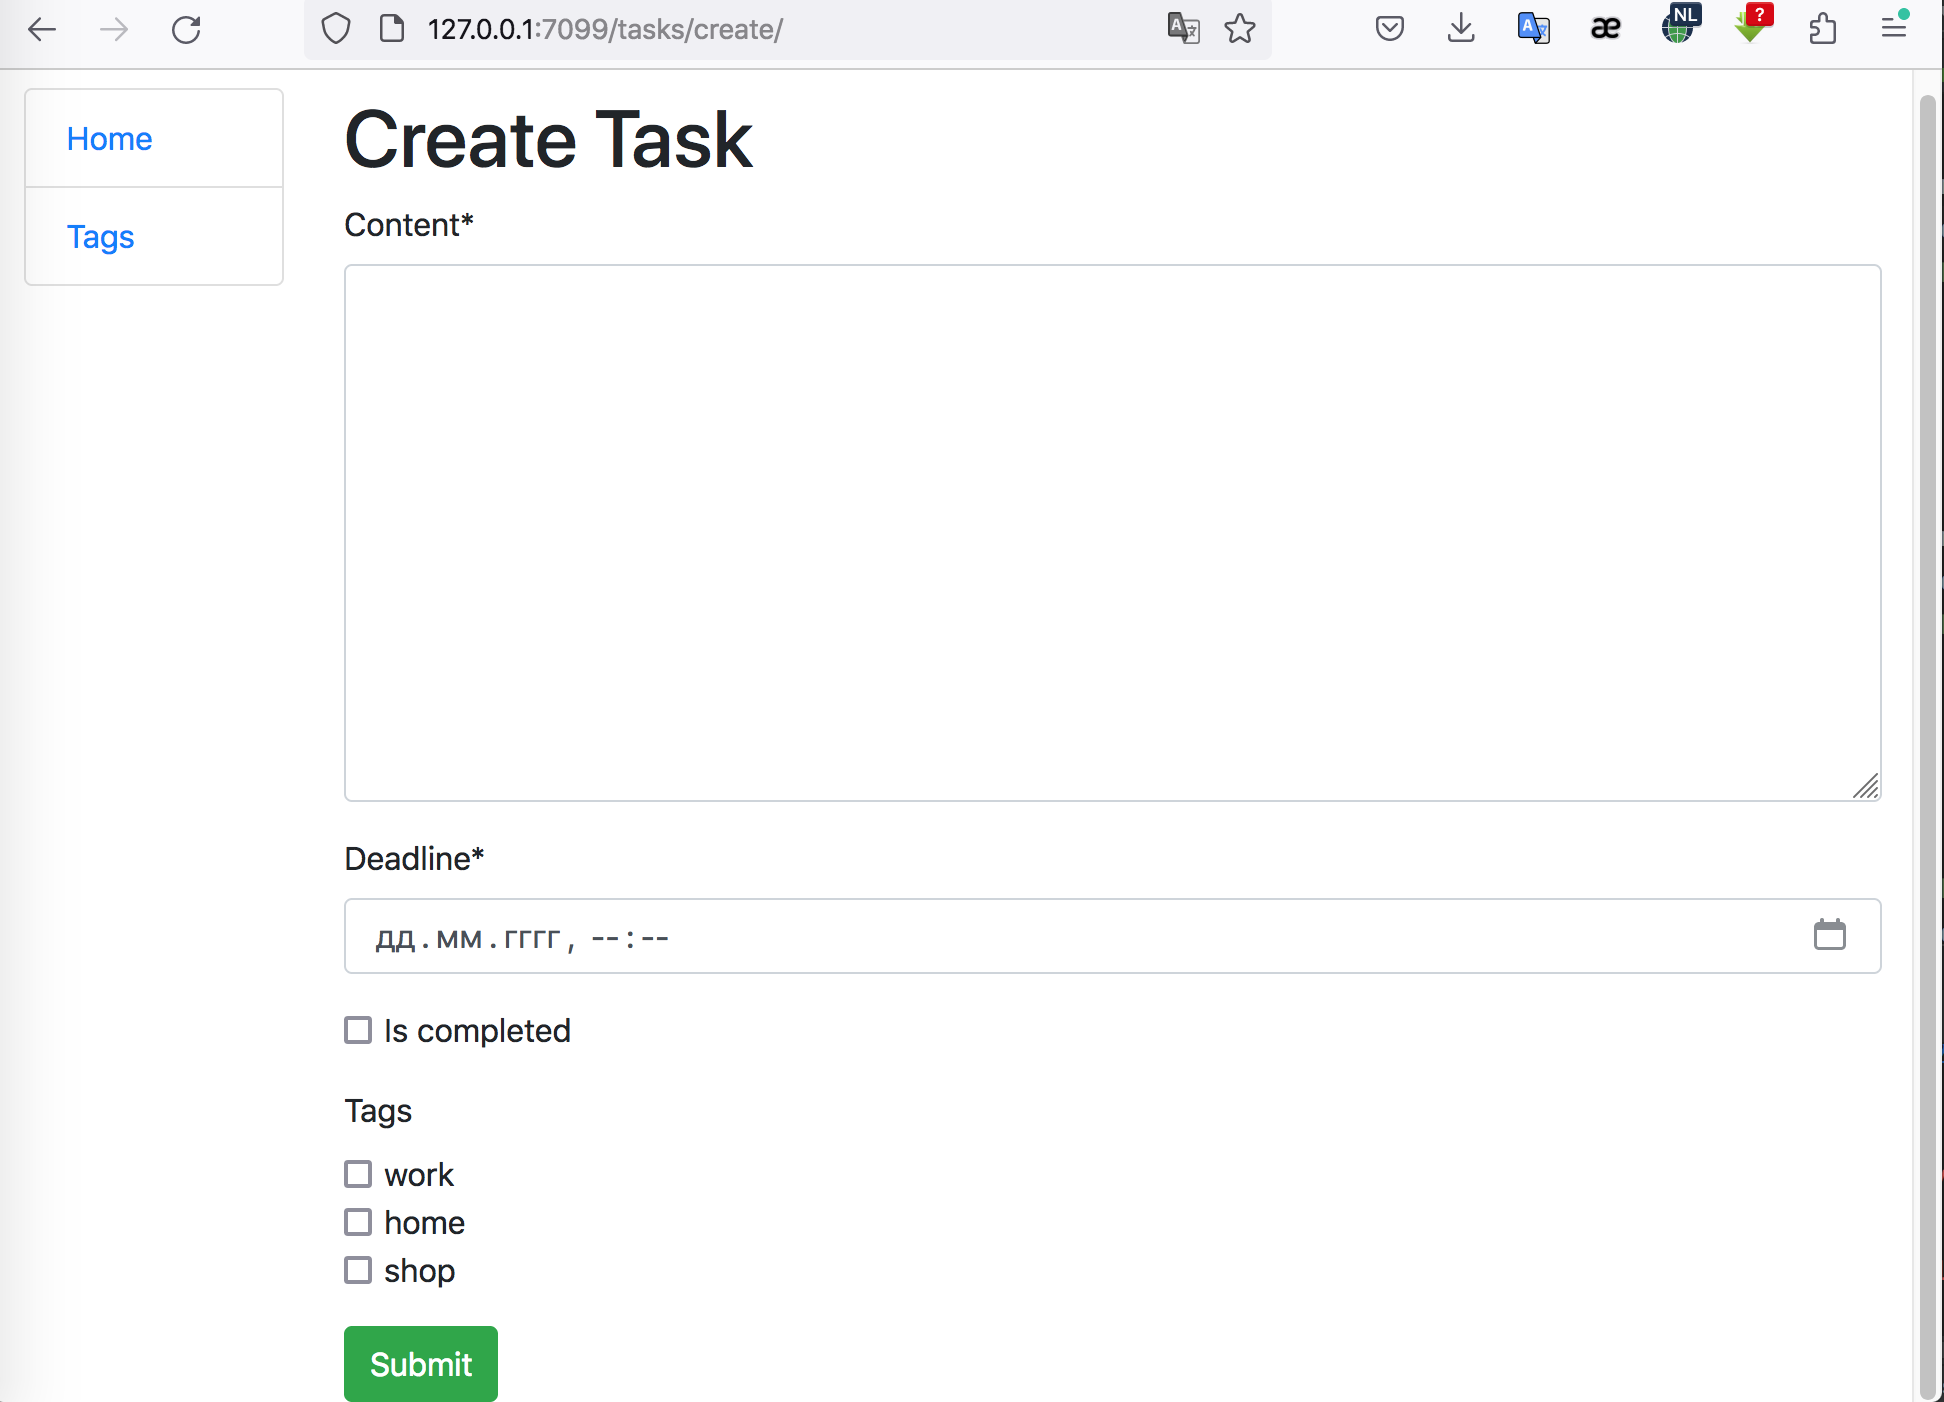 127.0.0.1:7099/tasks/create/
NL
?
æ
Home
Tags
Create Task
Content*
Deadline*
дд.мм.гггг, --:--
Is completed
Tags
work
home
shop
Submit